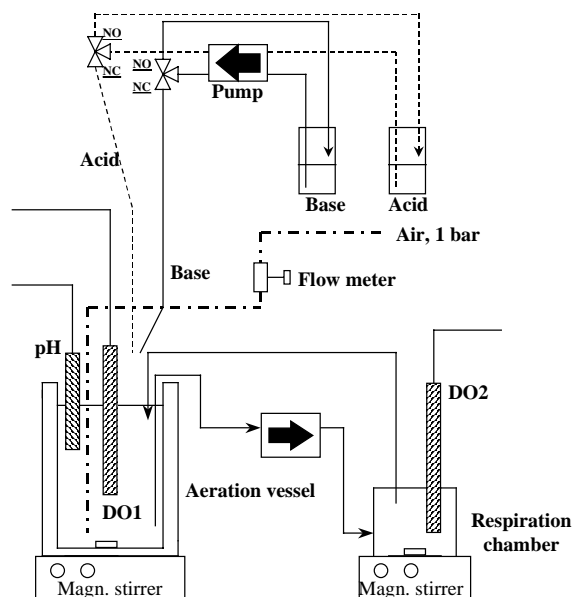 NO
NC
NO
NC
Pump
Acid
Base
Acid
Air, 1 bar
Base
Flow meter
pH
DO2
DO1
Aeration vessel
Respiration
chamber
Magn. stirrer
Magn. stirrer